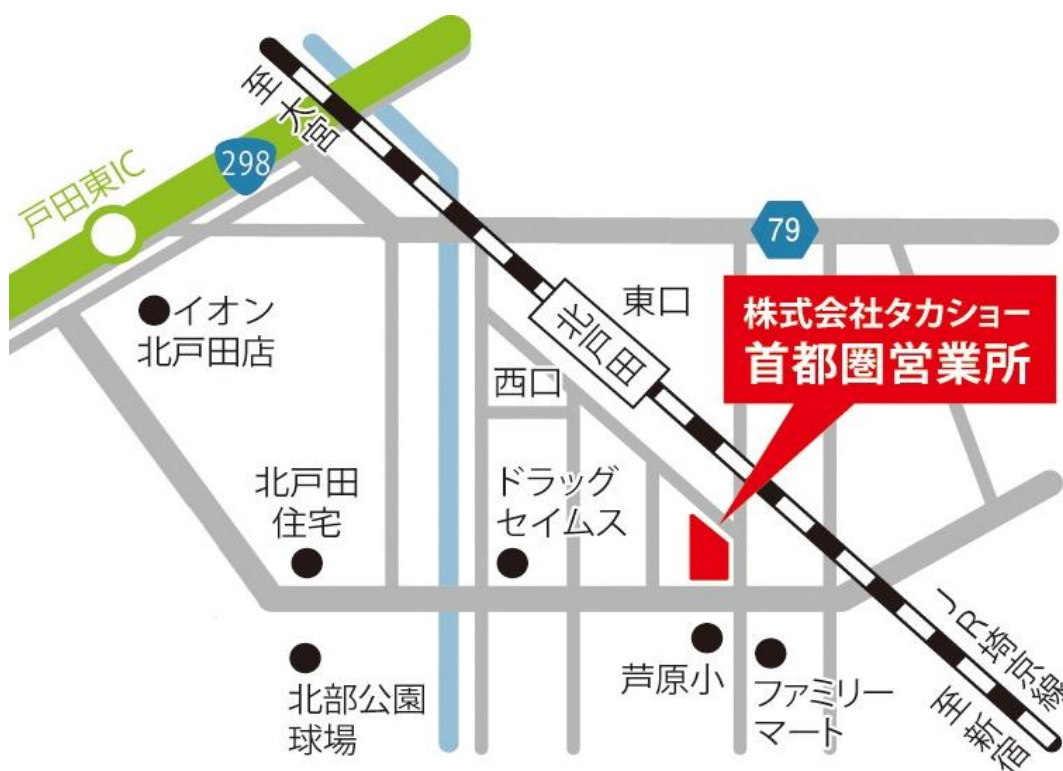 至大宮
298
戸田東IC
79
イオン
北戸田店
東口
北戸田
西口
株式会社タカショー
首都圏営業所
北戸田
住宅
ドラッグ
セイムス
JR埼京線
至新宿
芦原小
ファミリー
マート
北部公園
球場